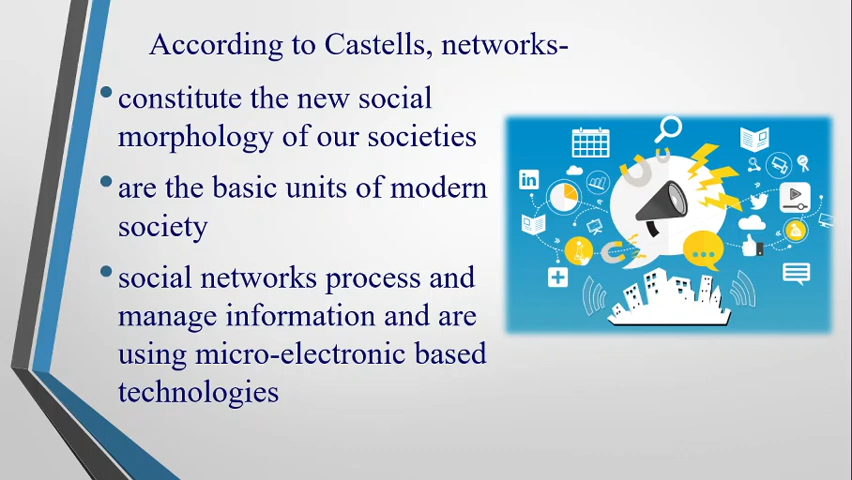 According to Castells, networks-
•constitute the new social
morphology of our societies
•are the basic units of modern
society
•social networks process and
manage information and are
using micro-electronic based
technologies
in